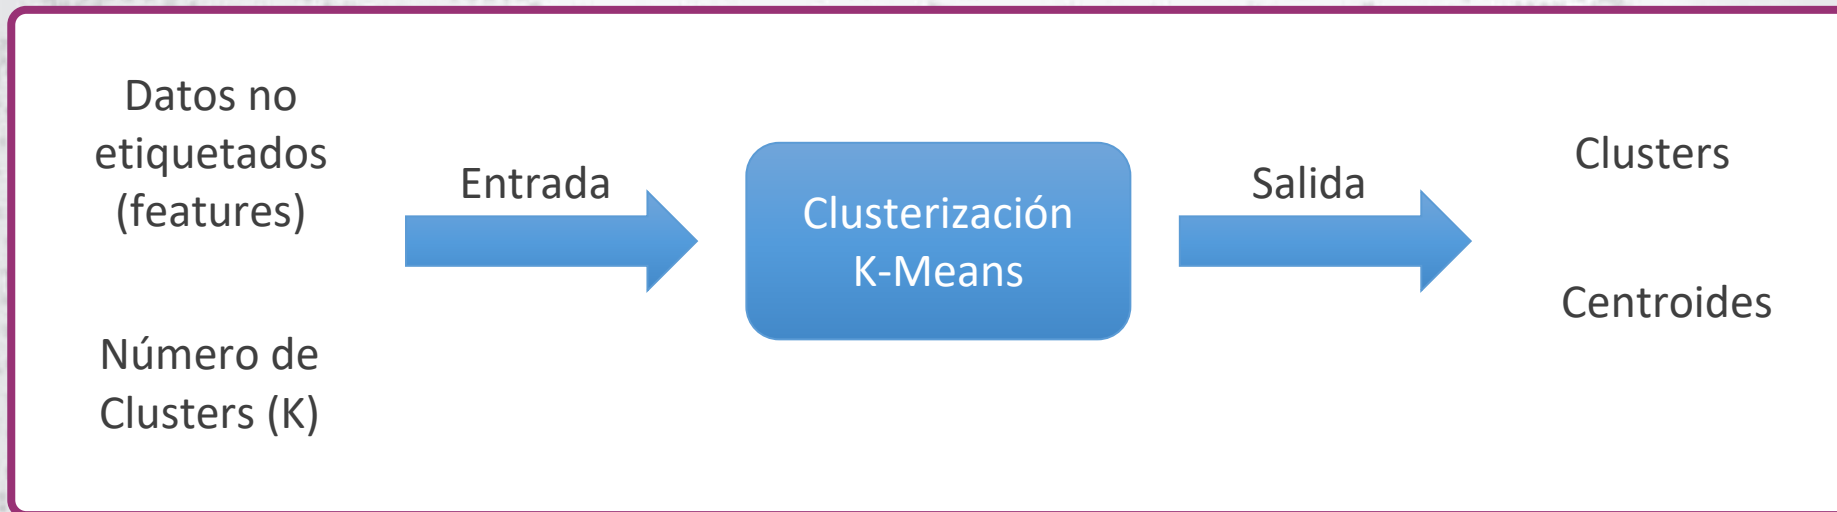 Datos no
etiquetados
(features)
Número de
Clusters (K)
Entrada
Clusterización
K-Means
Salida
Clusters
Centroides